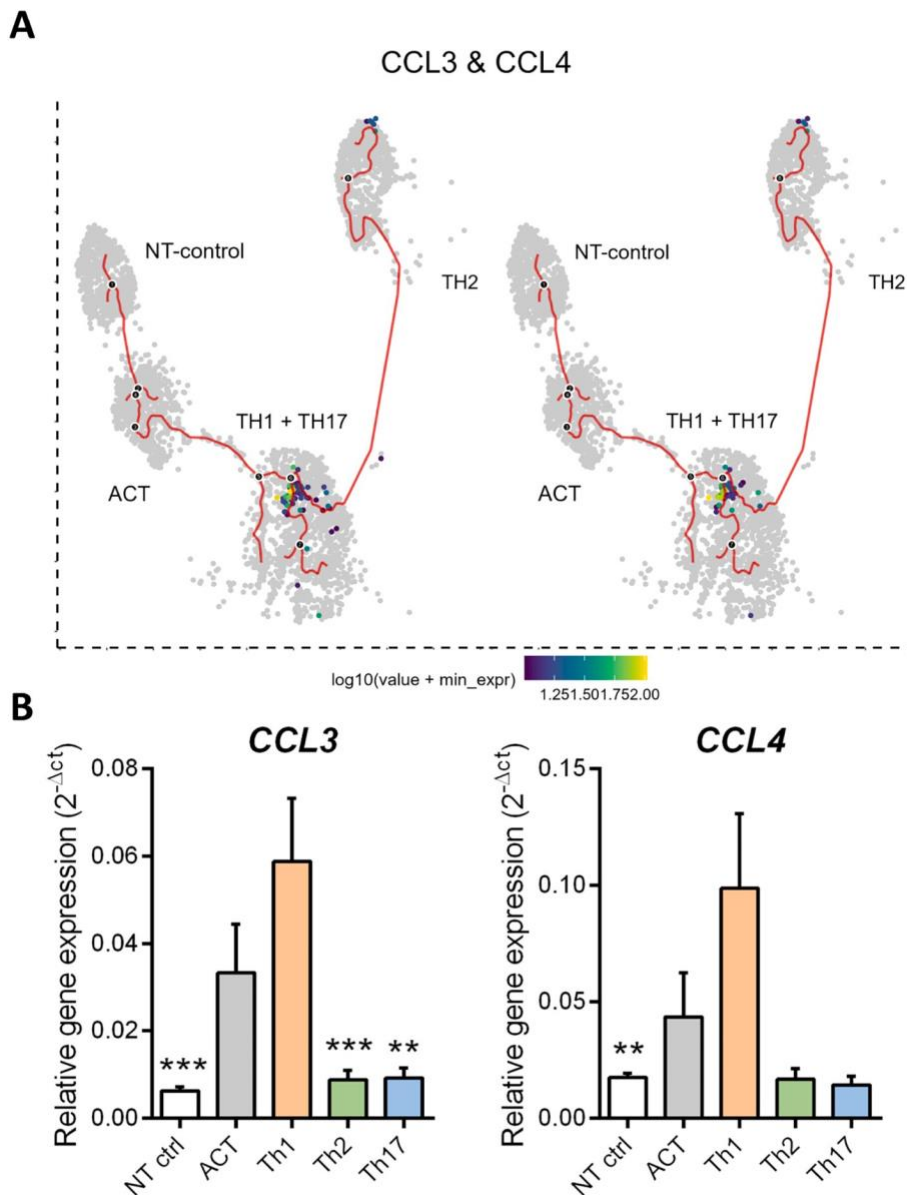 A
CCL3 & CCL4
NT-control
TH2
TH1 + TH17
ACT
NT-control
TH2
TH1 + TH17
ACT
log10(value + min_expr)
1.251.501.752.00
B
CCL3
Relative gene expression (2-Δct)
0.08
0.06
0.04
0.02
0.00
***
***
**
NT ctrl
ACT
Th1
Th2
Th17
CCL4
Relative gene expression (2-Δct)
0.15
0.10
0.05
0.00
**
NT ctrl
ACT
Th1
Th2
Th17